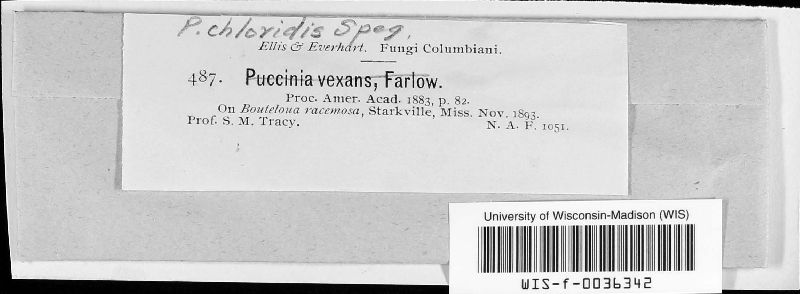 P. chloridis Speg.
Ellis & Everhart. Fungi Columbiani.
487. Puccinia vexans, Farlow.
Proc. Amer. Acad. 1883, p. 82.
On Bouteloua racemosa, Starkville, Miss. Nov. 1893.
Prof. S. M. Tracy. N. A. F. 1051.
University of Wisconsin-Madison (WIS)
WIS-f-0036342